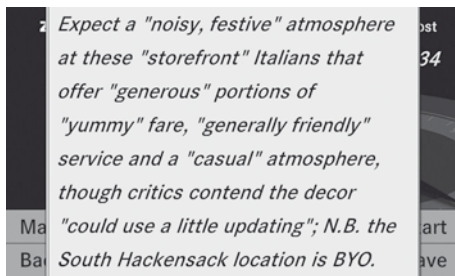 Expect a "noisy, festive" atmosphere
at these "storefront" Italians that
offer "generous" portions of
"yummy" fare, "generally friendly"
service and a "casual" atmosphere,
though critics contend the decor
"could use a little updating"; N.B. the
South Hackensack location is BYO.
34